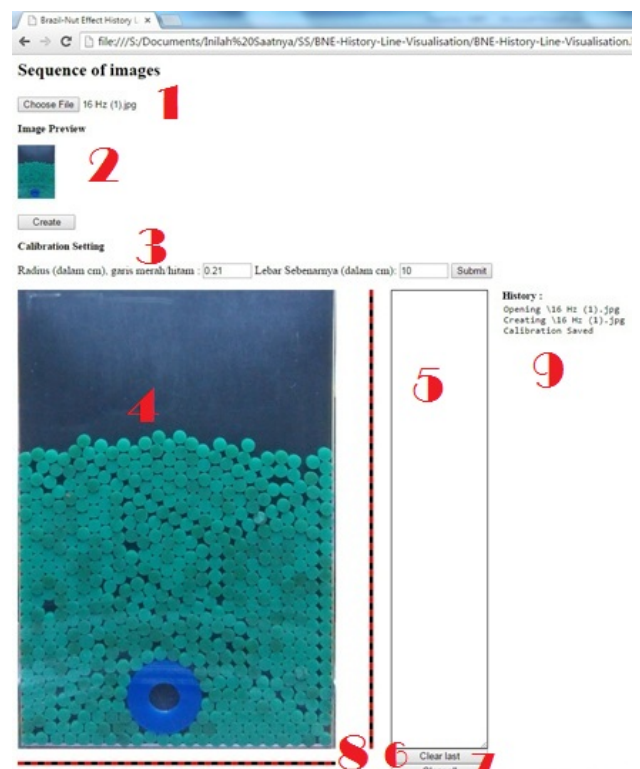 Brazil-Nut Effect History L
file:///S:/Documents/Inilah%20Saatnya/SS/BNE-History-Line-Visualisation/BNE-History-Line-Visualisation.
Sequence of images
Choose File 16 Hz (1).jpg
1
Image Preview
2
Create
3
Calibration Setting
Radius (dalam cm), garis merah/hitam : 0.21 Lebar Sebenarnya (dalam cm): 10 Submit
History :
Opening \16 Hz (1).jpg
Creating \16 Hz (1).jpg
Calibration Saved
4
5
9
8
6
Clear last
7